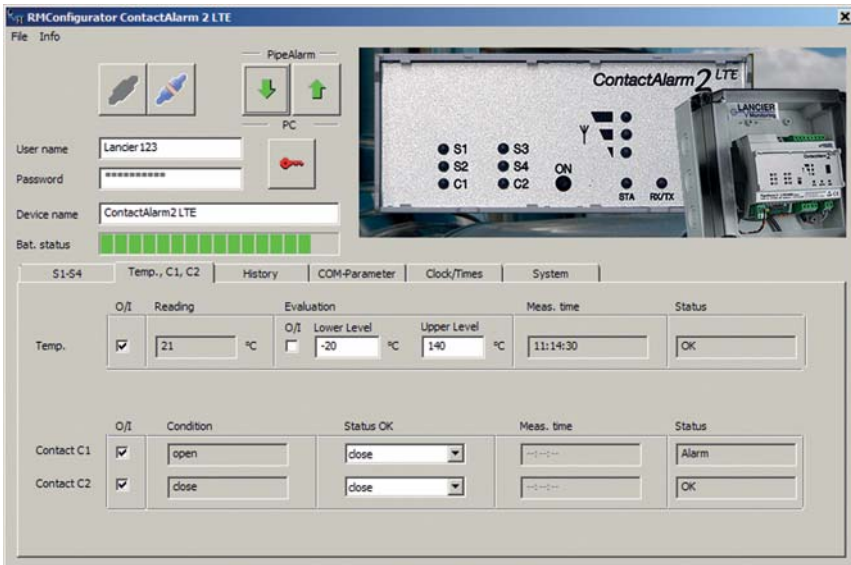 RMConfigurator ContactAlarm 2 LTE
File Info
PipeAlarm
PC
User name Lancier123
Password **********
Device name ContactAlarm2 LTE
Bat. status
ContactAlarm 2 LTE
S1 S3
S2 S4 ON
C1 C2 STA RX/TX
LANCIER
Monitoring
S1-S4 Temp., C1, C2 History COM-Parameter Clock/Times System
O/I Reading Evaluation Meas. time Status
O/I Lower Level Upper Level
Temp. 21 °C -20 °C 140 °C 11:14:30 OK
O/I Condition Status OK Meas. time Status
Contact C1 open close --:--:-- Alarm
Contact C2 close close --:--:-- OK